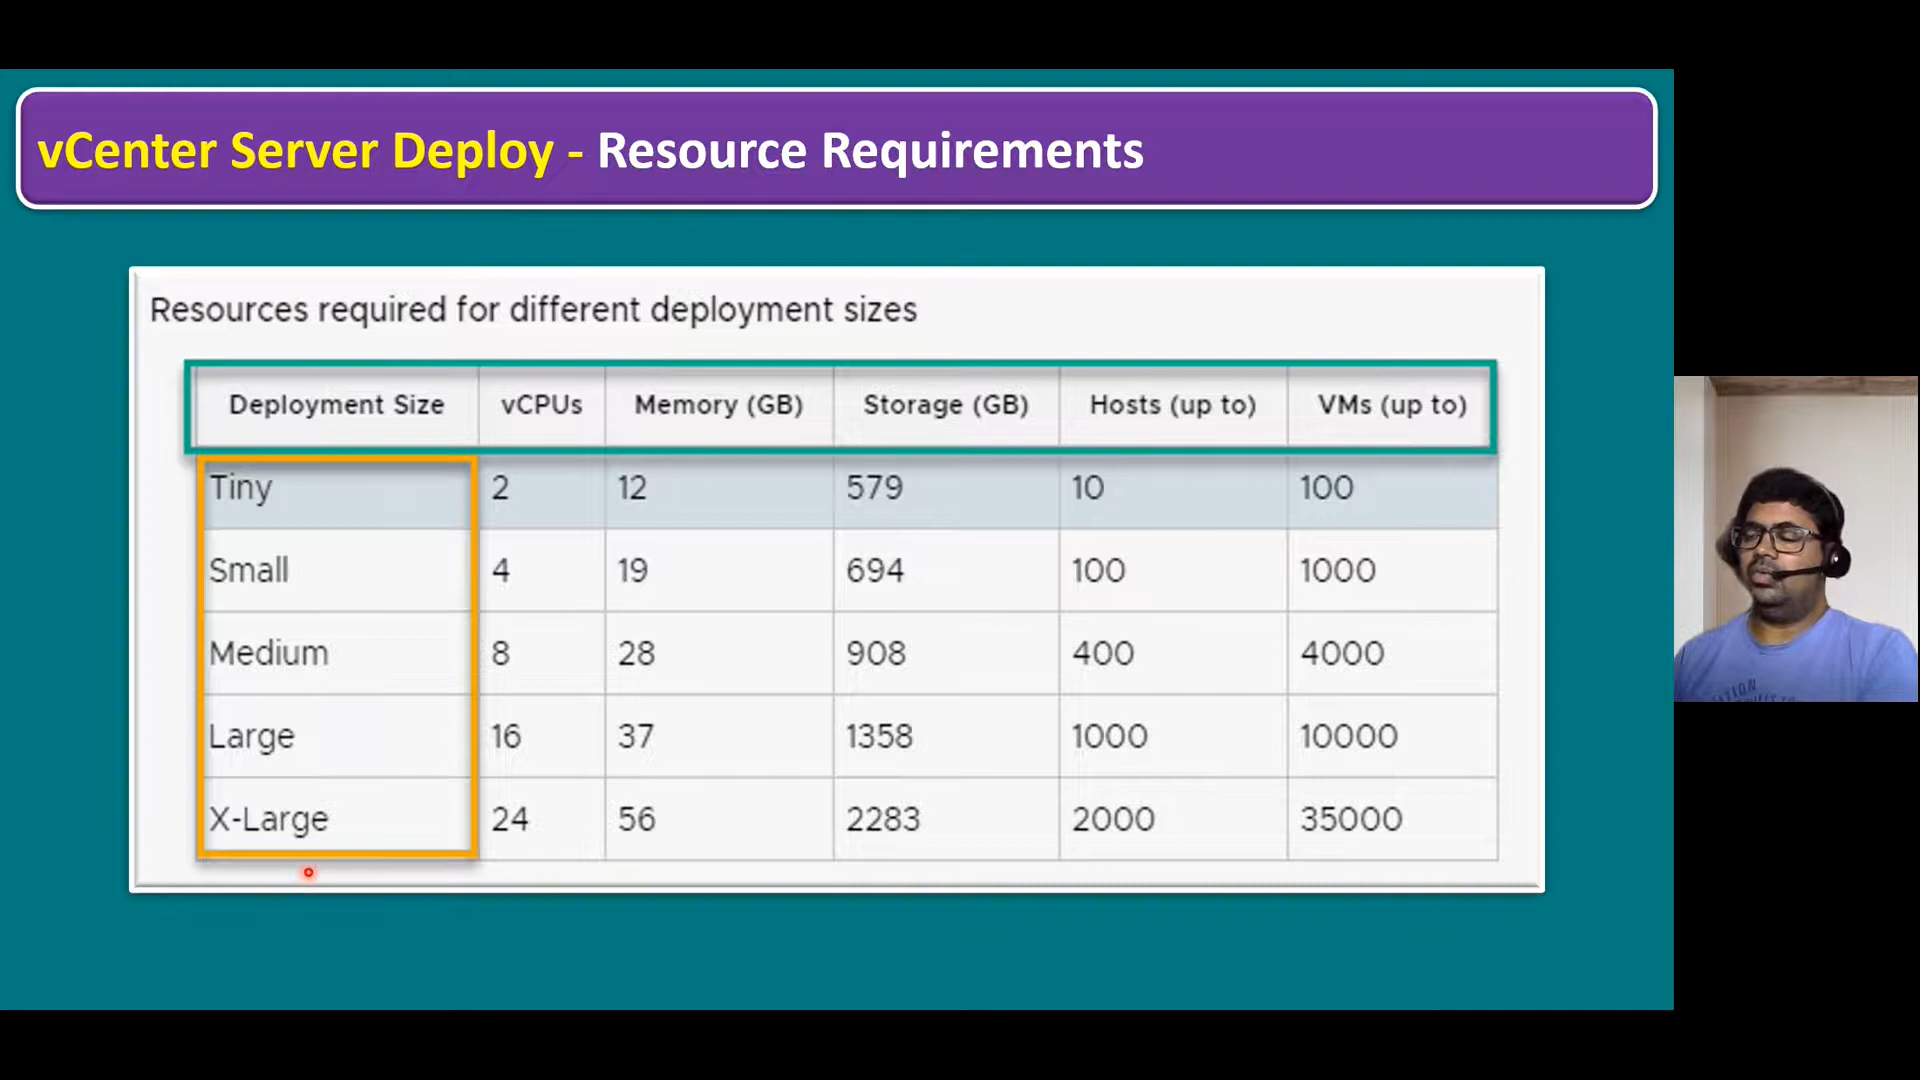 vCenter Server Deploy - Resource Requirements
Resources required for different deployment sizes
Deployment Size vCPUs Memory (GB) Storage (GB) Hosts (up to) VMs (up to)
Tiny 2 12 579 10 100
Small 4 19 694 100 1000
Medium 8 28 908 400 4000
Large 16 37 1358 1000 10000
X-Large 24 56 2283 2000 35000